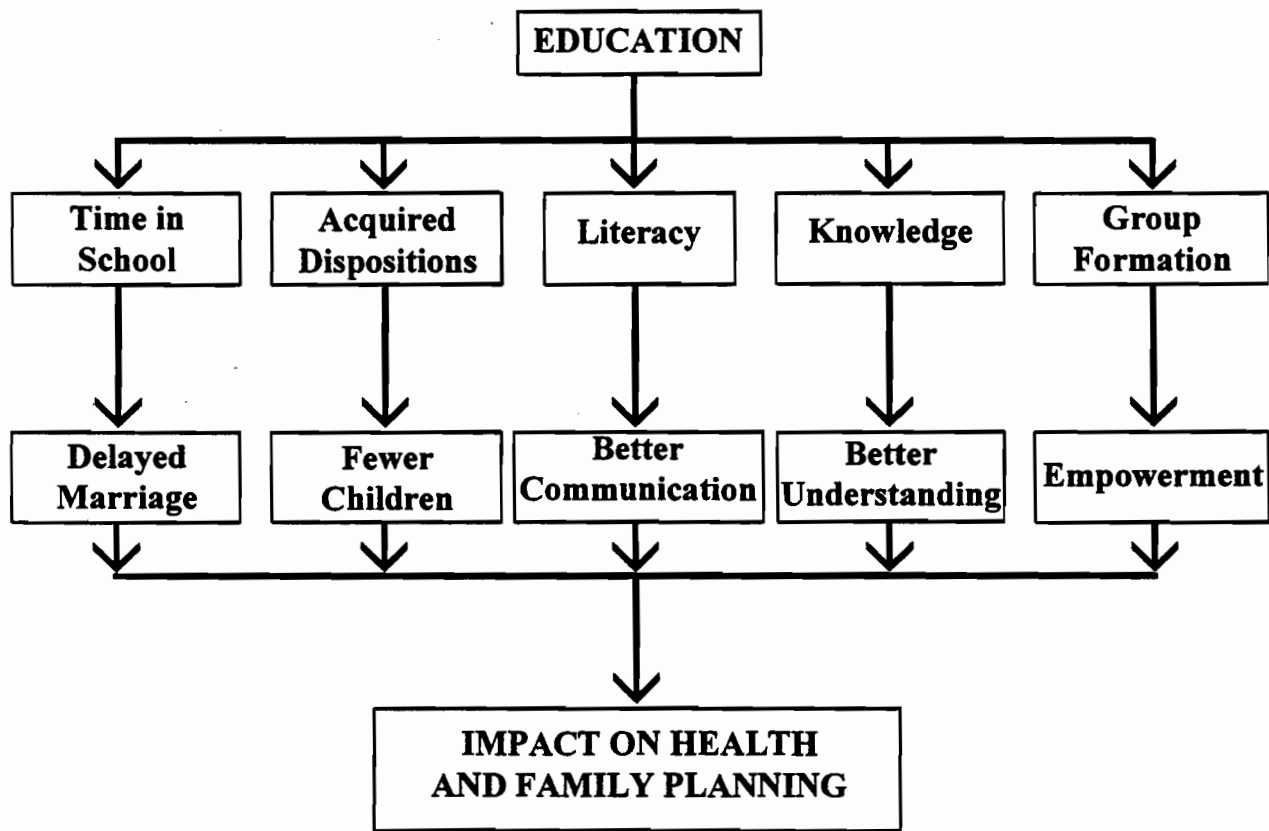 EDUCATION
Time in
School
Acquired
Dispositions
Literacy
Knowledge
Group
Formation
Delayed
Marriage
Fewer
Children
Better
Communication
Better
Understanding
Empowerment
IMPACT ON HEALTH
AND FAMILY PLANNING